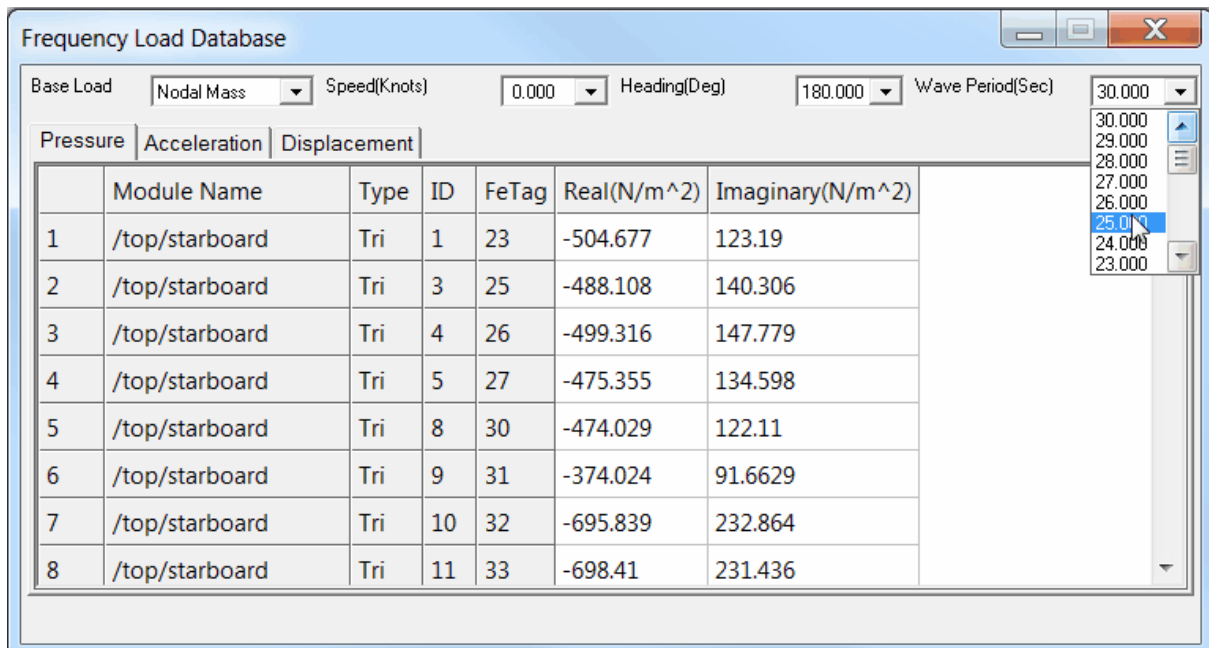 Frequency Load Database
Base Load Nodal Mass Speed(Knots) 0.000 Heading(Deg) 180.000 Wave Period(Sec) 30.000
Pressure Acceleration Displacement
Module Name Type ID FeTag Real(N/m^2) Imaginary(N/m^2)
1 /top/starboard Tri 1 23 -504.677 123.19
2 /top/starboard Tri 3 25 -488.108 140.306
3 /top/starboard Tri 4 26 -499.316 147.779
4 /top/starboard Tri 5 27 -475.355 134.598
5 /top/starboard Tri 8 30 -474.029 122.11
6 /top/starboard Tri 9 31 -374.024 91.6629
7 /top/starboard Tri 10 32 -695.839 232.864
8 /top/starboard Tri 11 33 -698.41 231.436
30.000
29.000
28.000
27.000
26.000
25.000
24.000
23.000